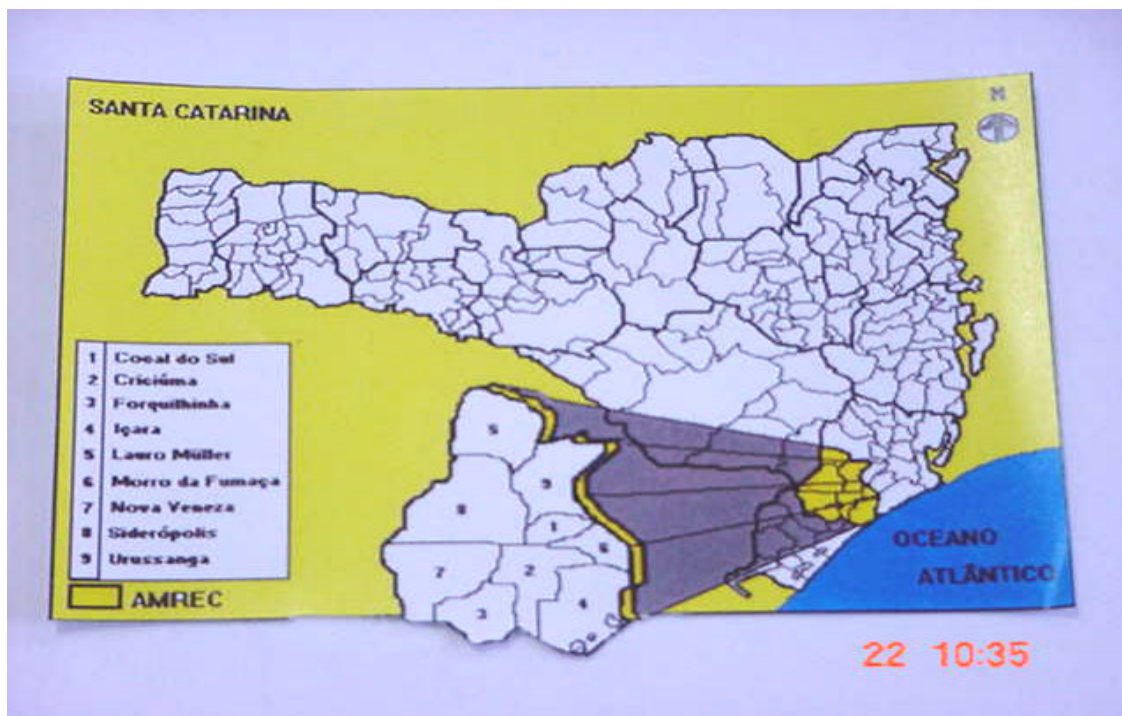 SANTA CATARINA
M
1 Cocal do Sul
2 Criciúma
3 Forquilhinha
4 Içara
5 Lauro Müller
6 Morro da Fumaça
7 Nova Veneza
8 Siderópolis
9 Urussanga
AMREC
5
9
8
1
6
7
2
3
4
OCEANO
ATLÂNTICO
22 10:35